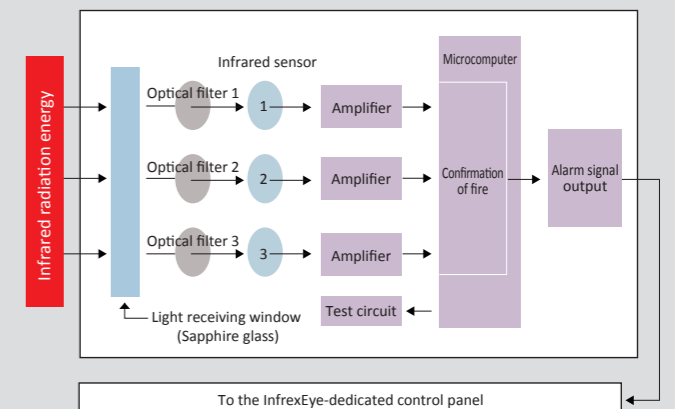 Infrared radiation energy
Infrared sensor
Microcomputer
Optical filter 1
1
Amplifier
Optical filter 2
2
Amplifier
Confirmation
of fire
Alarm signal
output
Optical filter 3
3
Amplifier
Test circuit
Light receiving window
(Sapphire glass)
To the InfrexEye-dedicated control panel